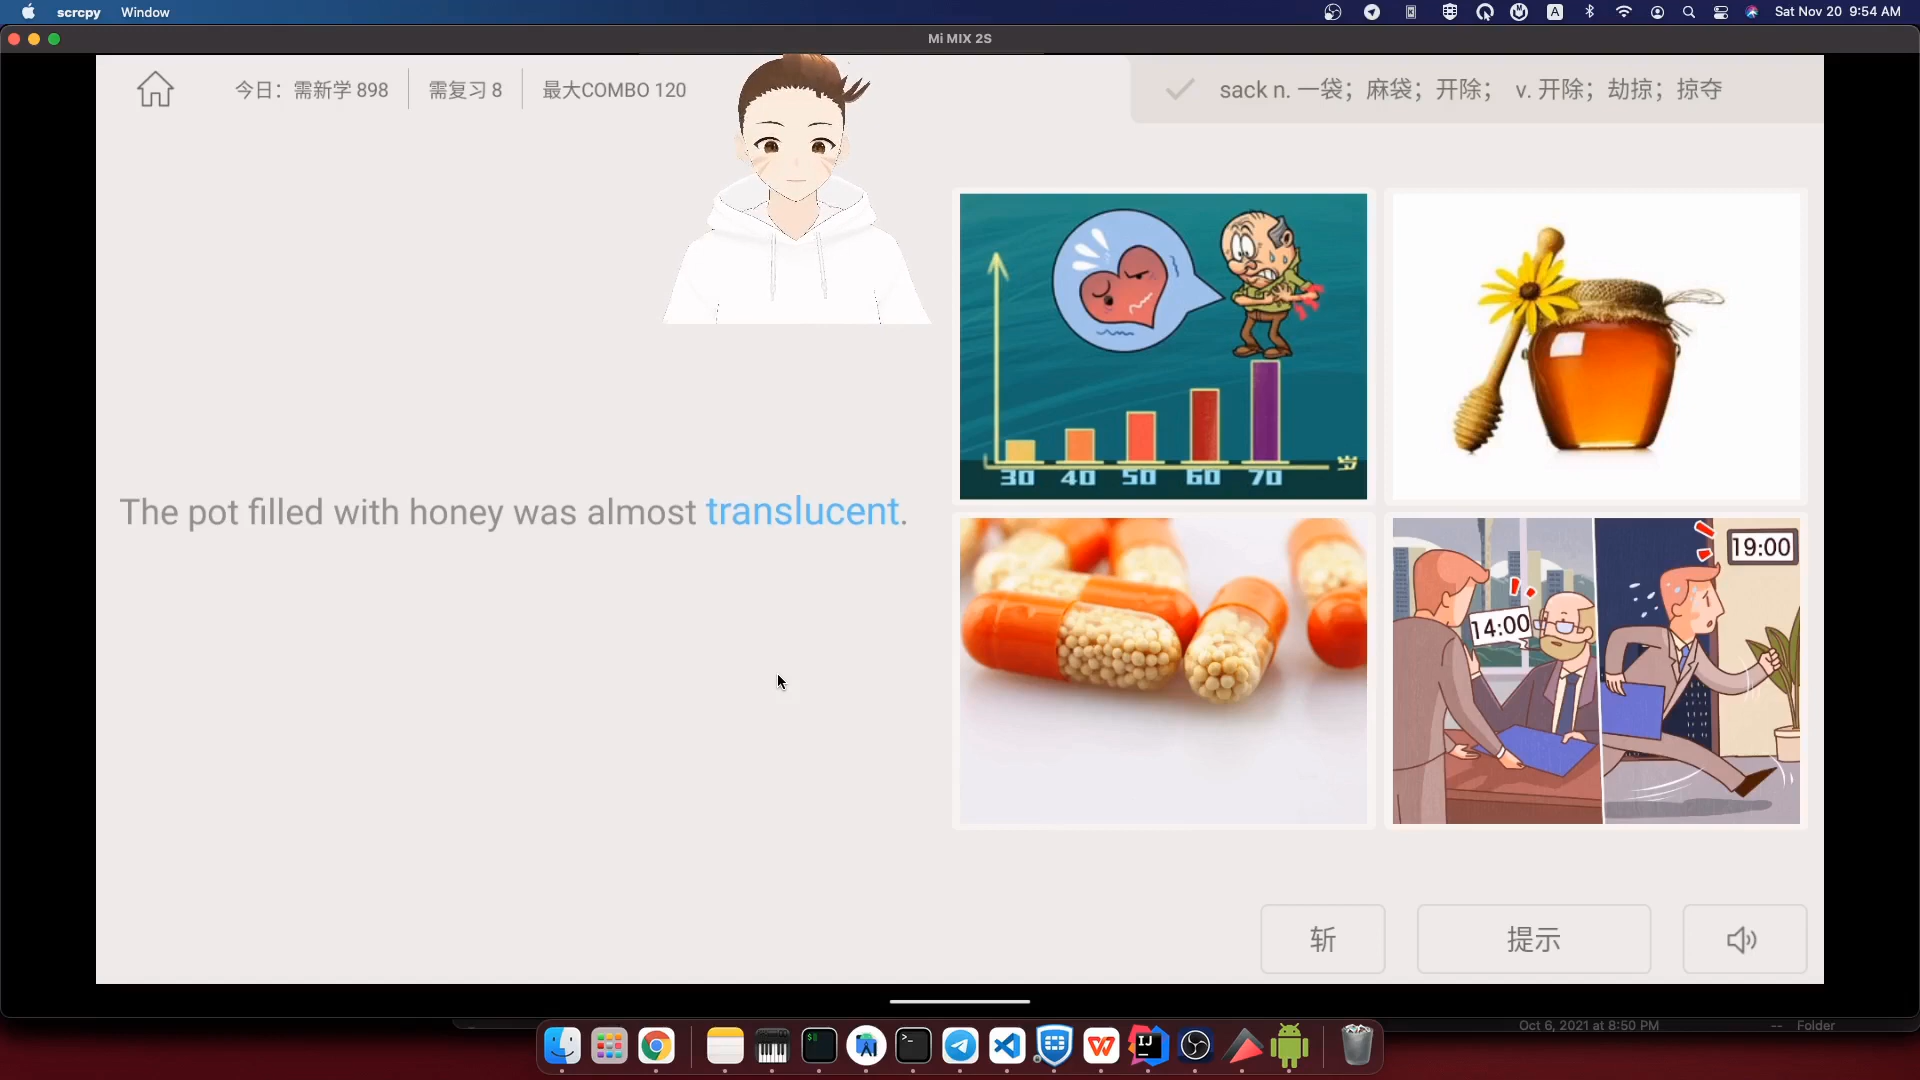 scrcpy Window
Sat Nov 20 9:54 AM
Mi MIX 2S
今日：需新学 898 需复习 8 最大COMBO 120
sack n. 一袋；麻袋；开除； v. 开除；劫掠；掠夺
The pot filled with honey was almost translucent.
30 40 50 60 70 岁
14:00
19:00
斩 提示
Oct 6, 2021 at 8:50 PM -- Folder